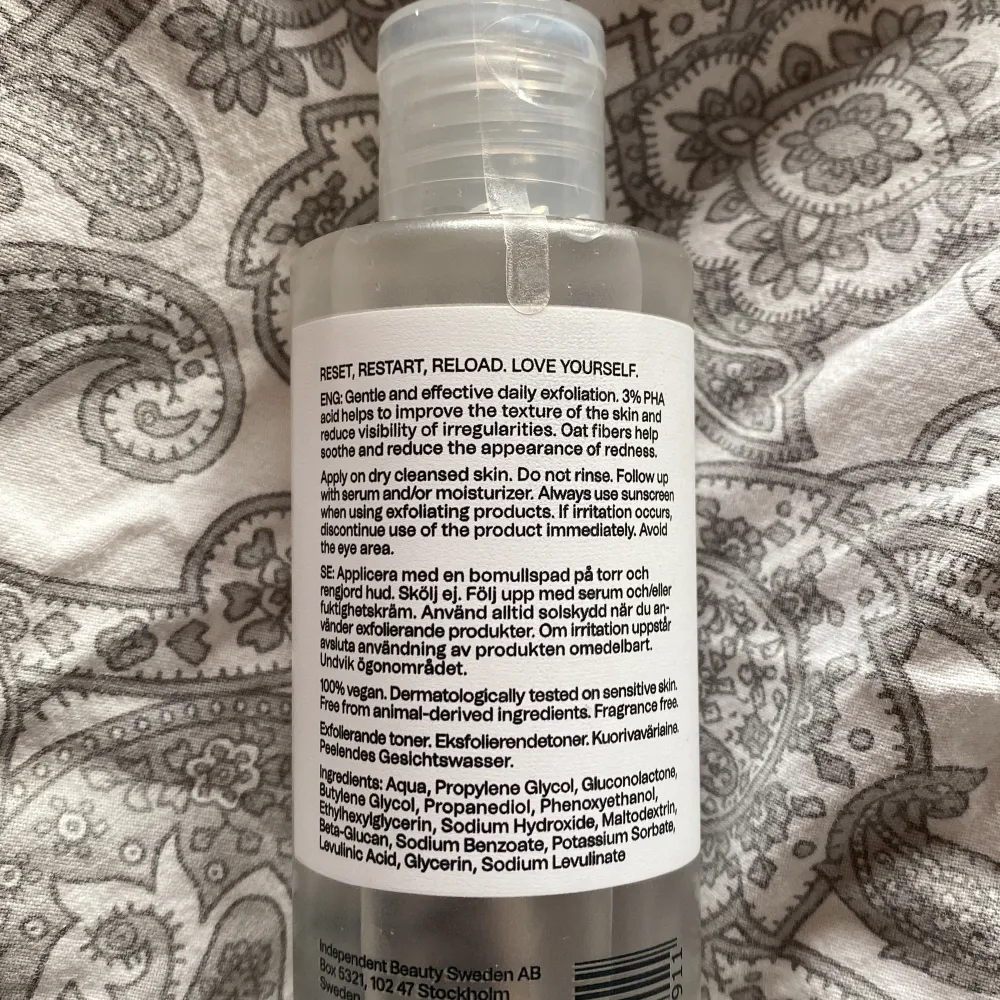 RESET, RESTART, RELOAD. LOVE YOURSELF.
ENG: Gentle and effective daily exfoliation. 3% PHA
acid helps to improve the texture of the skin and
reduce visibility of irregularities. Oat fibers help
soothe and reduce the appearance of redness.
Apply on dry cleansed skin. Do not rinse. Follow up
with serum and/or moisturizer. Always use sunscreen
when using exfoliating products. If irritation occurs,
discontinue use of the product immediately. Avoid
the eye area.
SE: Applicera med en bomullspad på torr och
rengjord hud. Skölj ej. Följ upp med serum och/eller
fuktighetskräm. Använd alltid solskydd när du an-
vänder exfolierande produkter. Om irritation uppstår
avsluta användning av produkten omedelbart.
Undvik ögonområdet.
100% vegan. Dermatologically tested on sensitive skin.
Free from animal-derived ingredients. Fragrance free.
Exfolierande toner. Eksfolierendetoner. Kuorivavärlaine.
Peelendes Gesichtswasser.
Ingredients: Aqua, Propylene Glycol, Gluconolactone,
Butylene Glycol, Propanediol, Phenoxyethanol,
Ethylhexylglycerin, Sodium Hydroxide, Maltodextrin,
Beta-Glucan, Sodium Benzoate, Potassium Sorbate,
Levulinic Acid, Glycerin, Sodium Levulinate
Independent Beauty Sweden AB
Box 5321, 102 47 Stockholm
Sweden
911